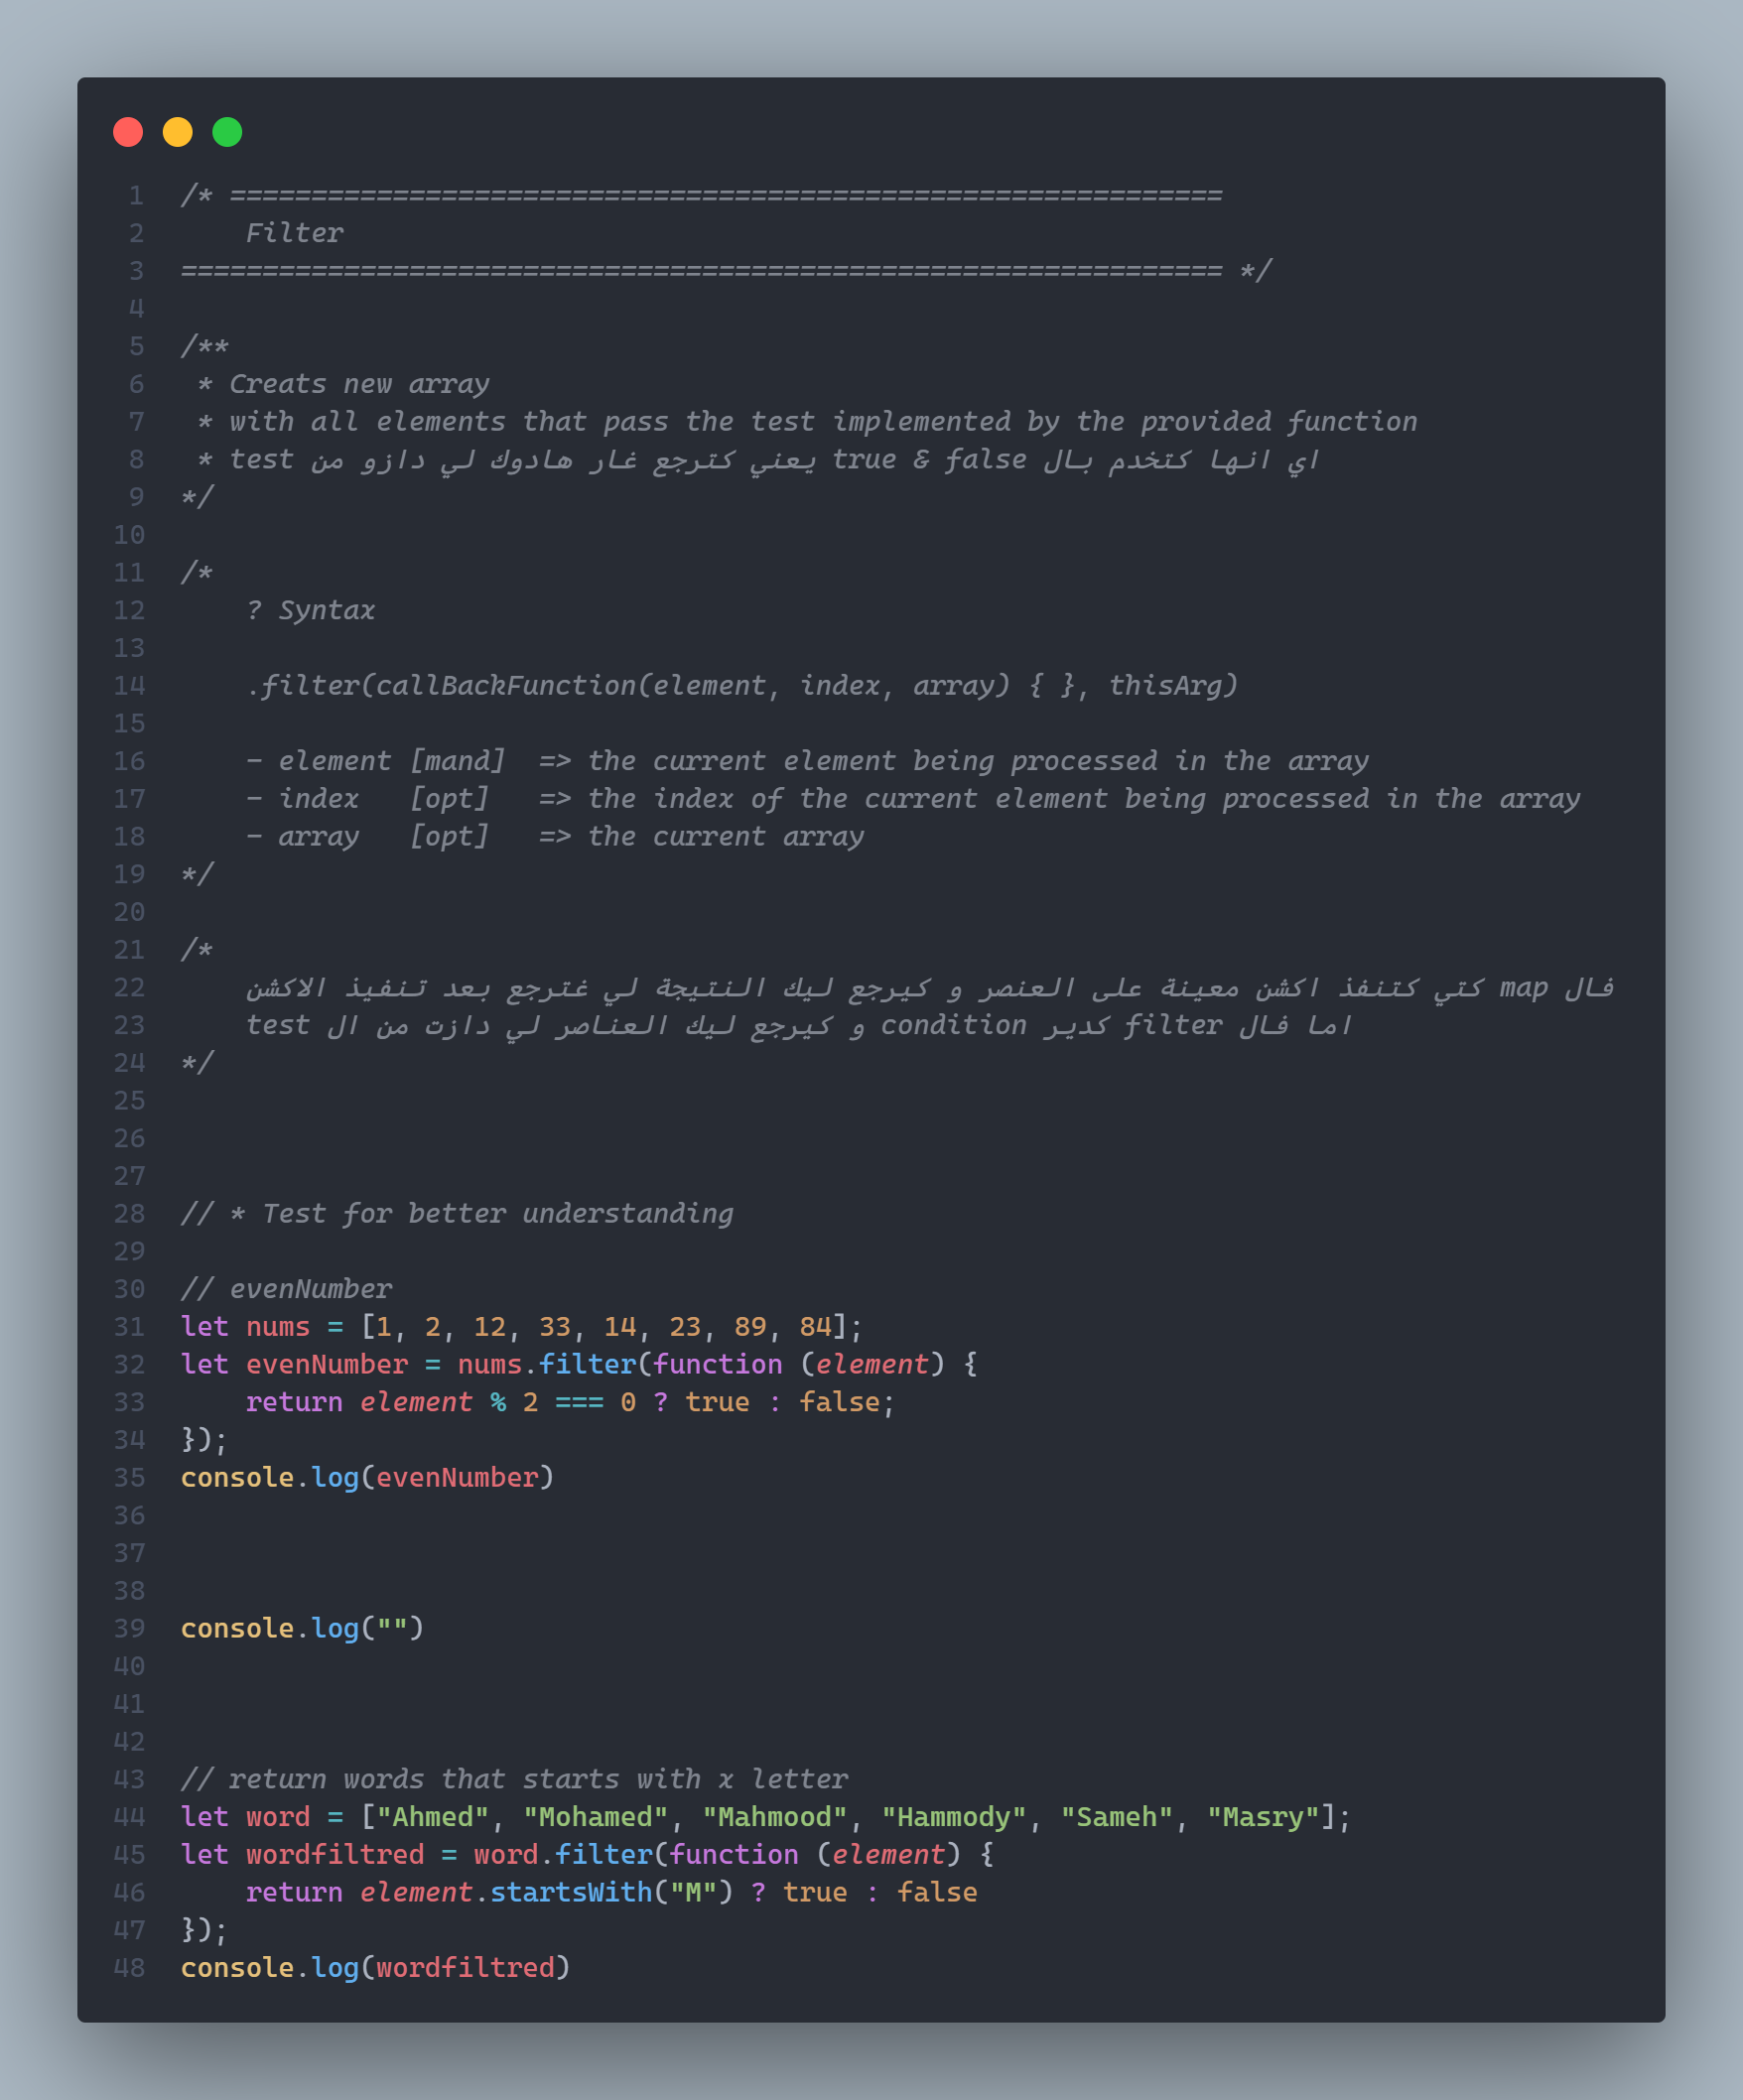 1 /* =============================================================
2 Filter
3 ================================================================ */
4
5 /**
6 * Creats new array
7 * with all elements that pass the test implemented by the provided function
8 * اي انها كتخدم بال true & false يعني كترجع غار هادوك لي دازو من test
9 */
10
11 /*
12 ? Syntax
13
14 .filter(callBackFunction(element, index, array) { }, thisArg)
15
16 - element [mand]  => the current element being processed in the array
17 - index   [opt]   => the index of the current element being processed in the array
18 - array   [opt]   => the current array
19 */
20
21 /*
22 فال map كتي كتنفذ اكشن معينة على العنصر و كيرجع ليك النتيجة لي غترجع بعد تنفيذ الاكشن
23 اما فال filter كدير condition و كيرجع ليك العناصر لي دازت من ال test
24 */
25
26
27
28 // * Test for better understanding
29
30 // evenNumber
31 let nums = [1, 2, 12, 33, 14, 23, 89, 84];
32 let evenNumber = nums.filter(function (element) {
33     return element % 2 === 0 ? true : false;
34 });
35 console.log(evenNumber)
36
37
38
39 console.log("")
40
41
42
43 // return words that starts with x letter
44 let word = ["Ahmed", "Mohamed", "Mahmood", "Hammody", "Sameh", "Masry"];
45 let wordfiltred = word.filter(function (element) {
46     return element.startsWith("M") ? true : false
47 });
48 console.log(wordfiltred)